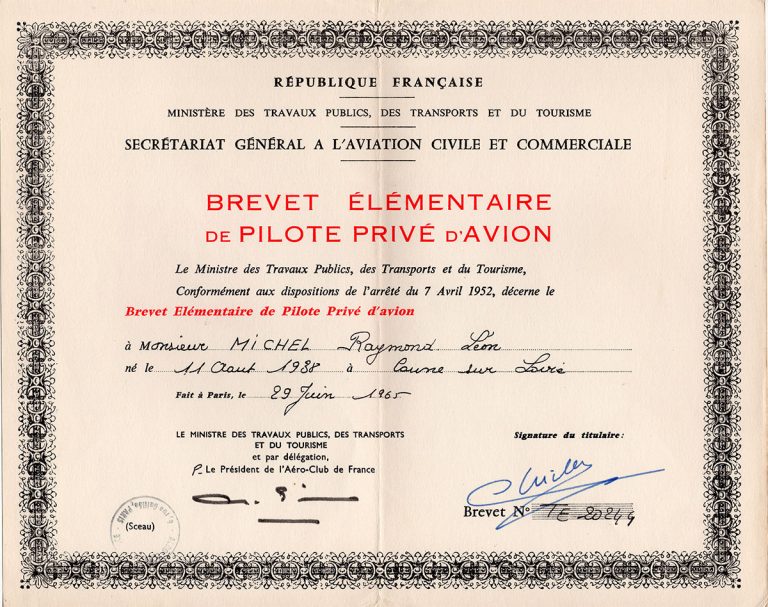 RÉPUBLIQUE FRANÇAISE
MINISTÈRE DES TRAVAUX PUBLICS, DES TRANSPORTS ET DU TOURISME
SECRÉTARIAT GÉNÉRAL A L'AVIATION CIVILE ET COMMERCIALE
BREVET ÉLÉMENTAIRE
DE PILOTE PRIVÉ D'AVION
Le Ministre des Travaux Publics, des Transports et du Tourisme,
Conformément aux dispositions de l'arrêté du 7 Avril 1952, décerne le
Brevet Elémentaire de Pilote Privé d'avion
à Monsieur MICHEL Raymond Léon
né le 11 Aout 1938 à sur Loire
Fait à Paris, le 29 Juin 1965
LE MINISTRE DES TRAVAUX PUBLICS, DES TRANSPORTS
ET DU TOURISME
et par délégation,
P. Le Président de l'Aéro-Club de France
Signature du titulaire :
Brevet N° TE 20244
(Sceau)